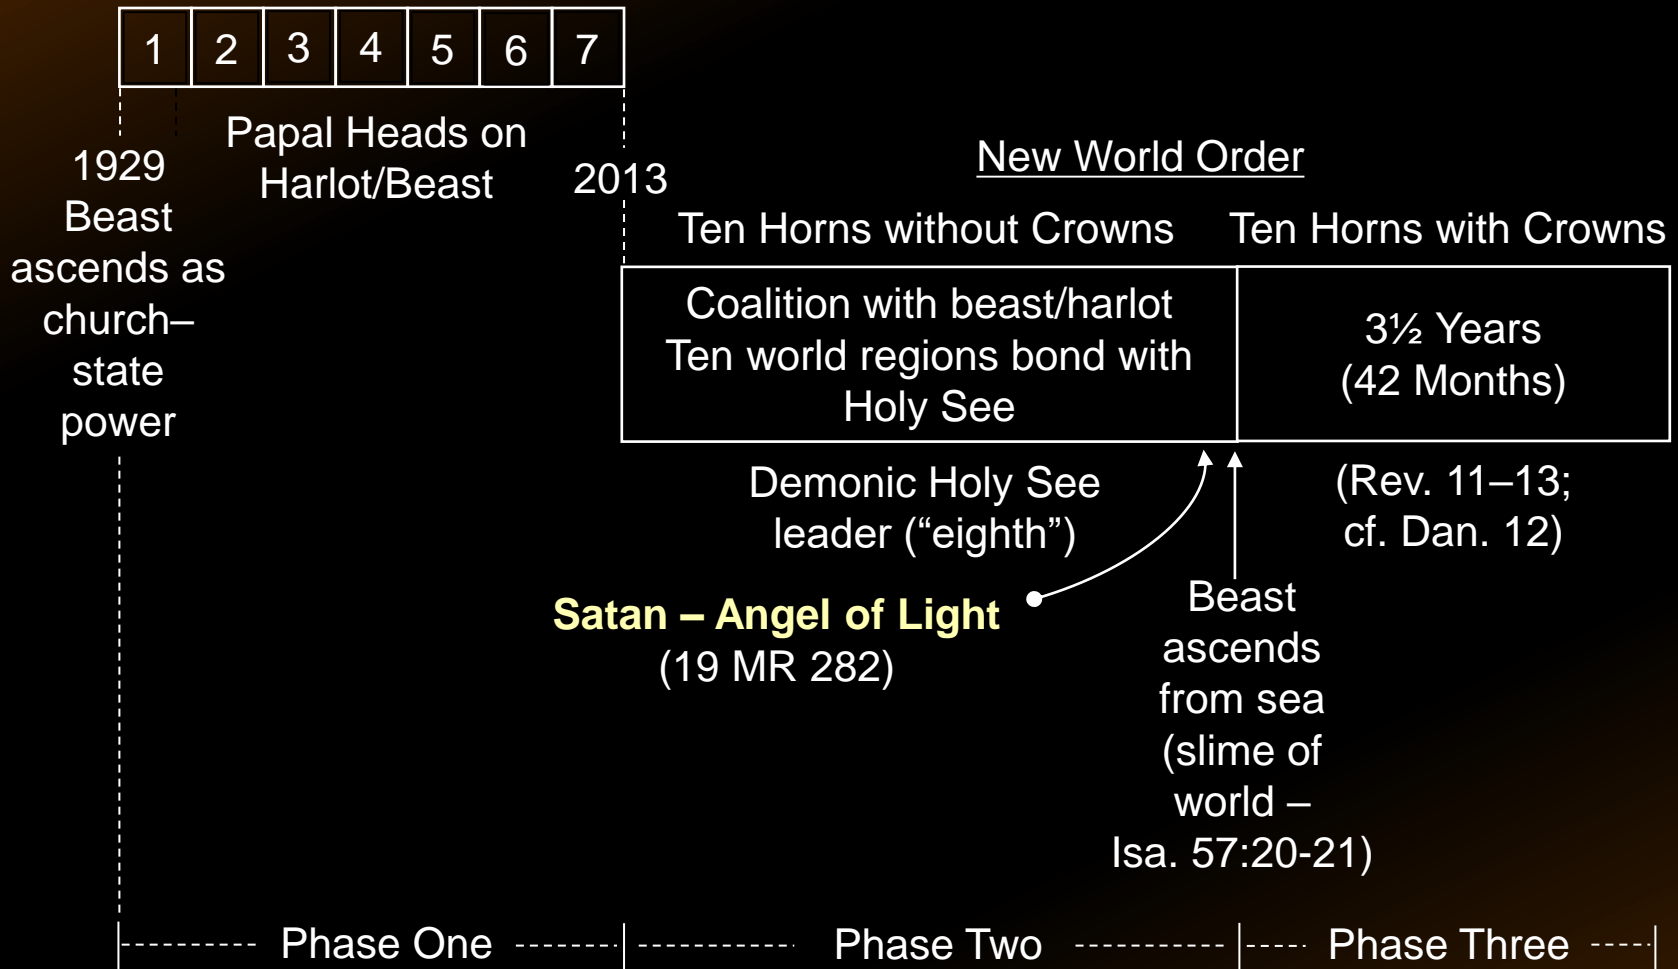 1 2 3 4 5 6 7
Papal Heads on
Harlot/Beast
1929
Beast
ascends as
church–
state
power
2013
New World Order
Ten Horns without Crowns
Ten Horns with Crowns
Coalition with beast/harlot
Ten world regions bond with
Holy See
3½ Years
(42 Months)
Demonic Holy See
leader (“eighth”)
(Rev. 11–13;
cf. Dan. 12)
Satan – Angel of Light
(19 MR 282)
Beast
ascends
from sea
(slime of
world –
Isa. 57:20-21)
Phase One
Phase Two
Phase Three